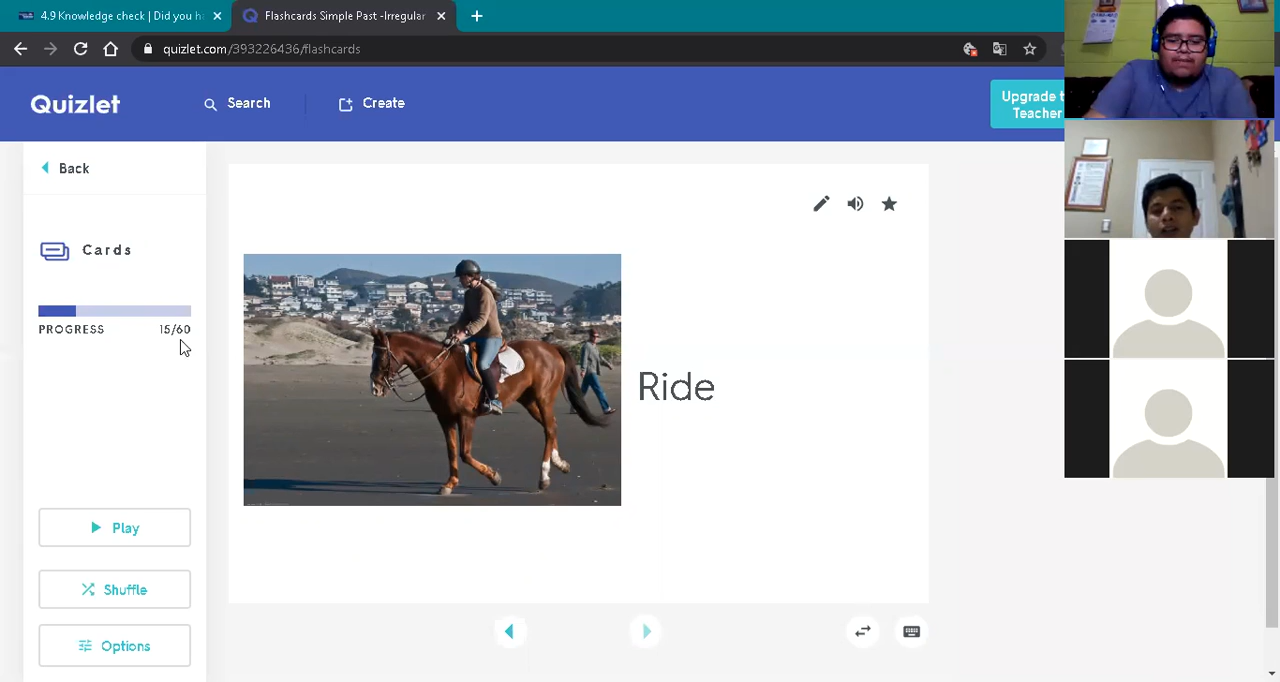 4.9 Knowledge check | Did you h
Flashcards Simple Past -Irregular
quizlet.com/393226436/flashcards
Quizlet
Search
Create
Upgrade t
Teacher
Back
Cards
PROGRESS 15/60
Ride
Play
Shuffle
Options